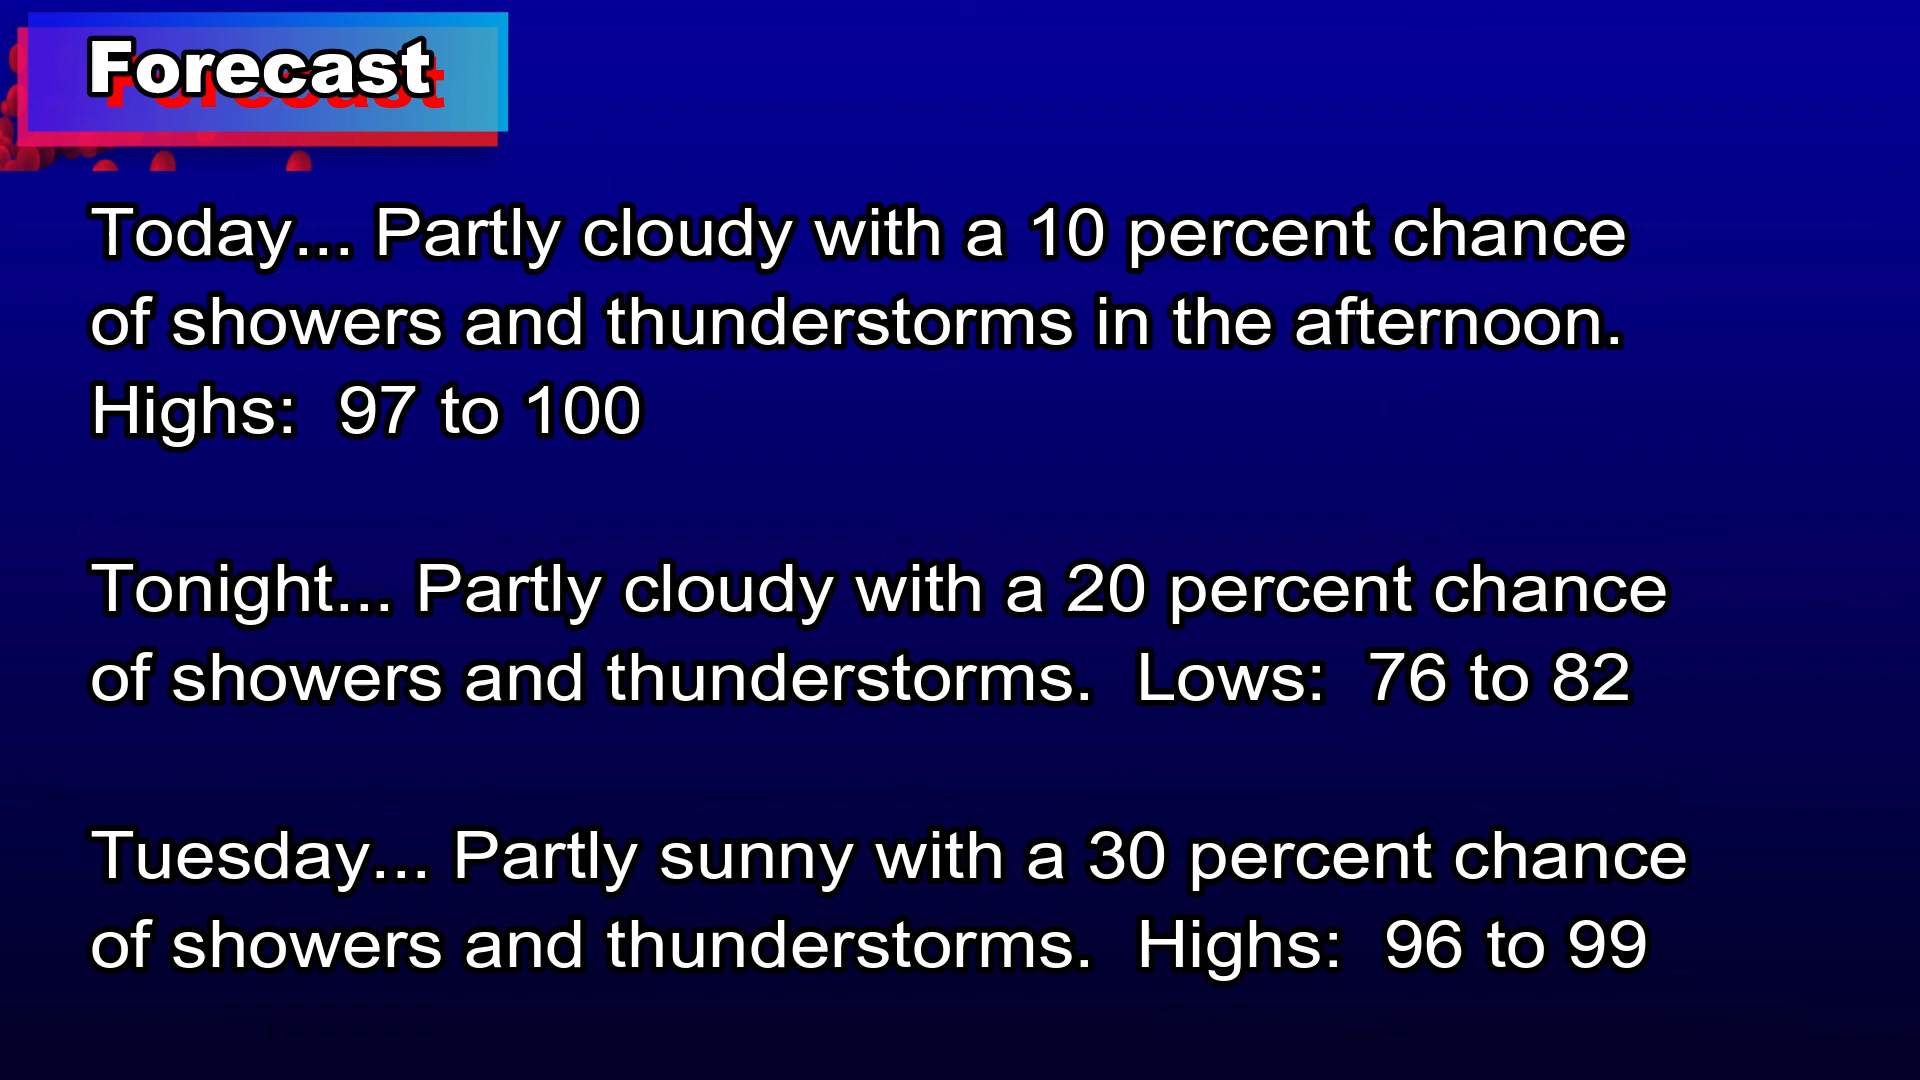 Forecast
Today... Partly cloudy with a 10 percent chance
of showers and thunderstorms in the afternoon.
Highs:  97 to 100
Tonight... Partly cloudy with a 20 percent chance
of showers and thunderstorms.  Lows:  76 to 82
Tuesday... Partly sunny with a 30 percent chance
of showers and thunderstorms.  Highs:  96 to 99